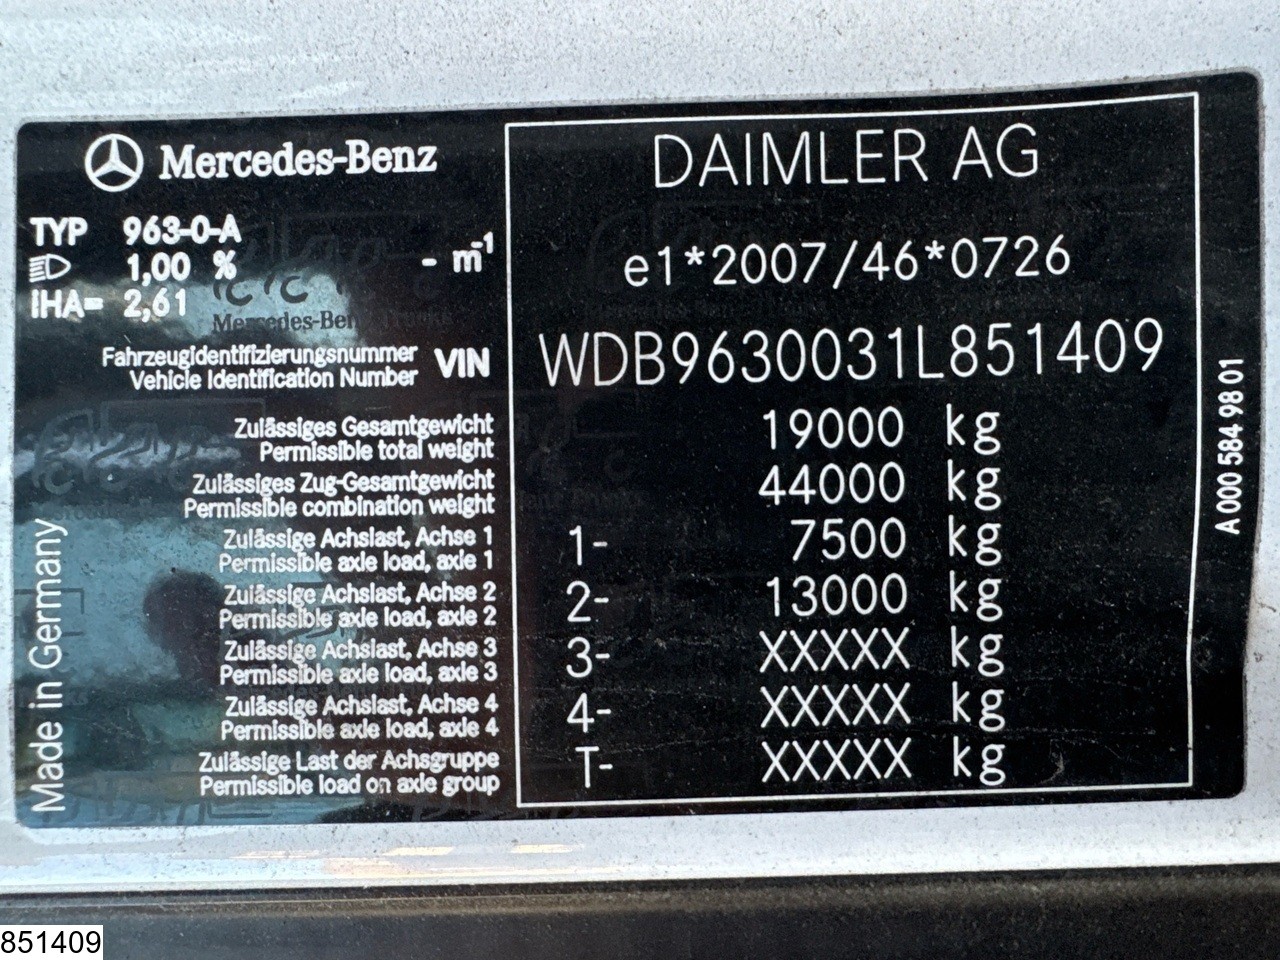 Mercedes-Benz
TYP 963-0-A
1,00 % - m-1
IHA= 2,61
Mercedes-Benz Trucks
Fahrzeugidentifizierungsnummer
Vehicle Identification Number
VIN
Zulässiges Gesamtgewicht
Permissible total weight
Zulässiges Zug-Gesamtgewicht
Permissible combination weight
Zulässige Achslast, Achse 1
Permissible axle load, axle 1
Zulässige Achslast, Achse 2
Permissible axle load, axle 2
Zulässige Achslast, Achse 3
Permissible axle load, axle 3
Zulässige Achslast, Achse 4
Permissible axle load, axle 4
Zulässige Last der Achsgruppe
Permissible load on axle group
Made in Germany
DAIMLER AG
e1*2007/46*0726
WDB9630031L851409
19000 kg
44000 kg
1- 7500 kg
2- 13000 kg
3- XXXXX kg
4- XXXXX kg
T- XXXXX kg
A 000 584 98 01
851409